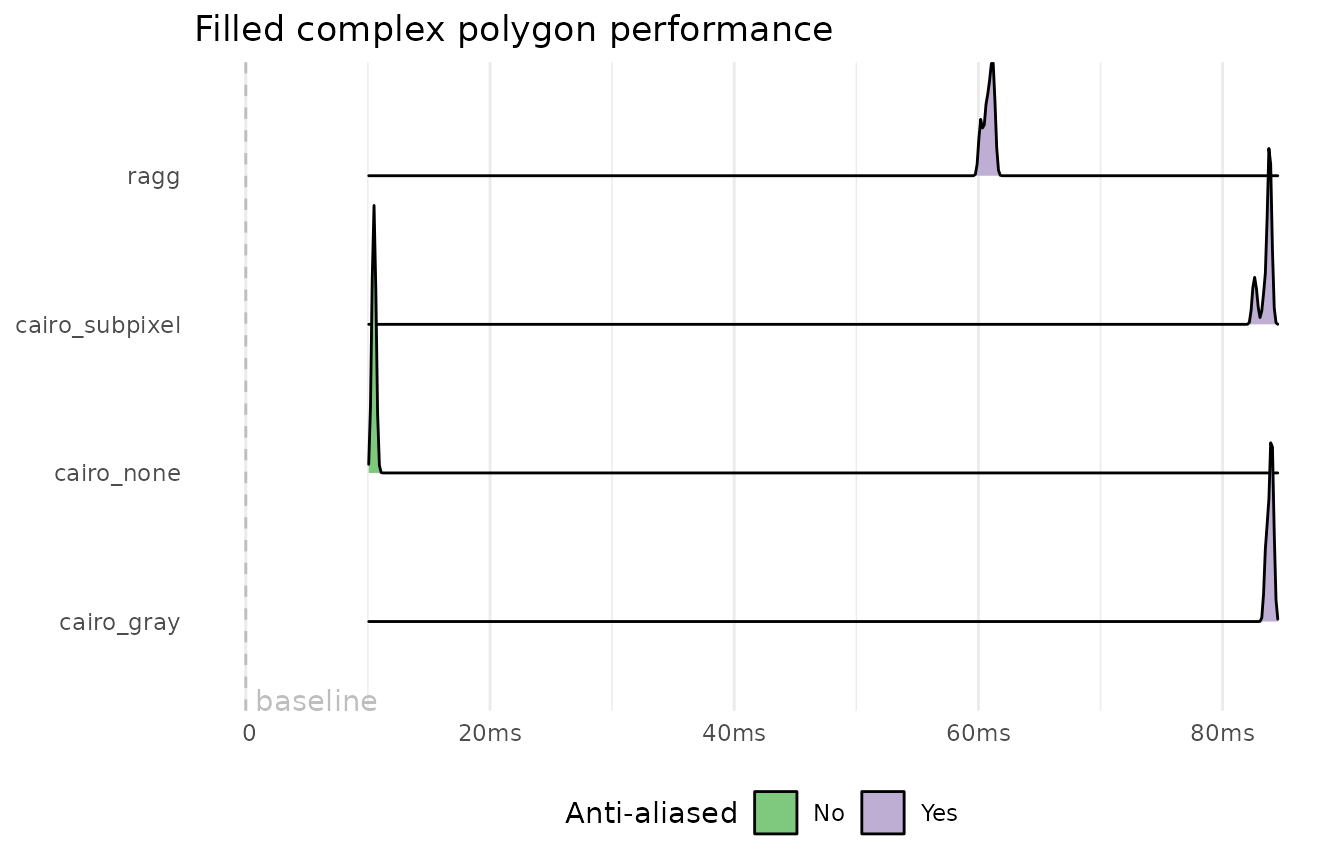 Filled complex polygon performance
ragg
cairo_subpixel
cairo_none
cairo_gray
baseline
0 20ms 40ms 60ms 80ms
Anti-aliased No Yes